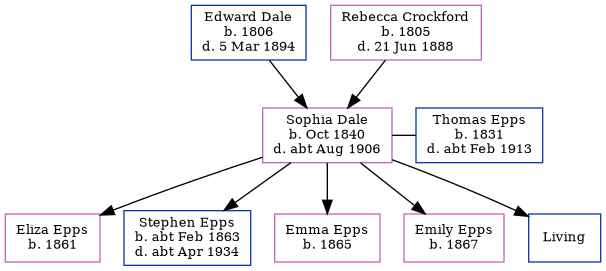 Edward Dale
b. 1806
d. 5 Mar 1894
Rebecca Crockford
b. 1805
d. 21 Jun 1888
Sophia Dale
b. Oct 1840
d. abt Aug 1906
Thomas Epps
b. 1831
d. abt Feb 1913
Eliza Epps
b. 1861
Stephen Epps
b. abt Feb 1863
d. abt Apr 1934
Emma Epps
b. 1865
Emily Epps
b. 1867
Living